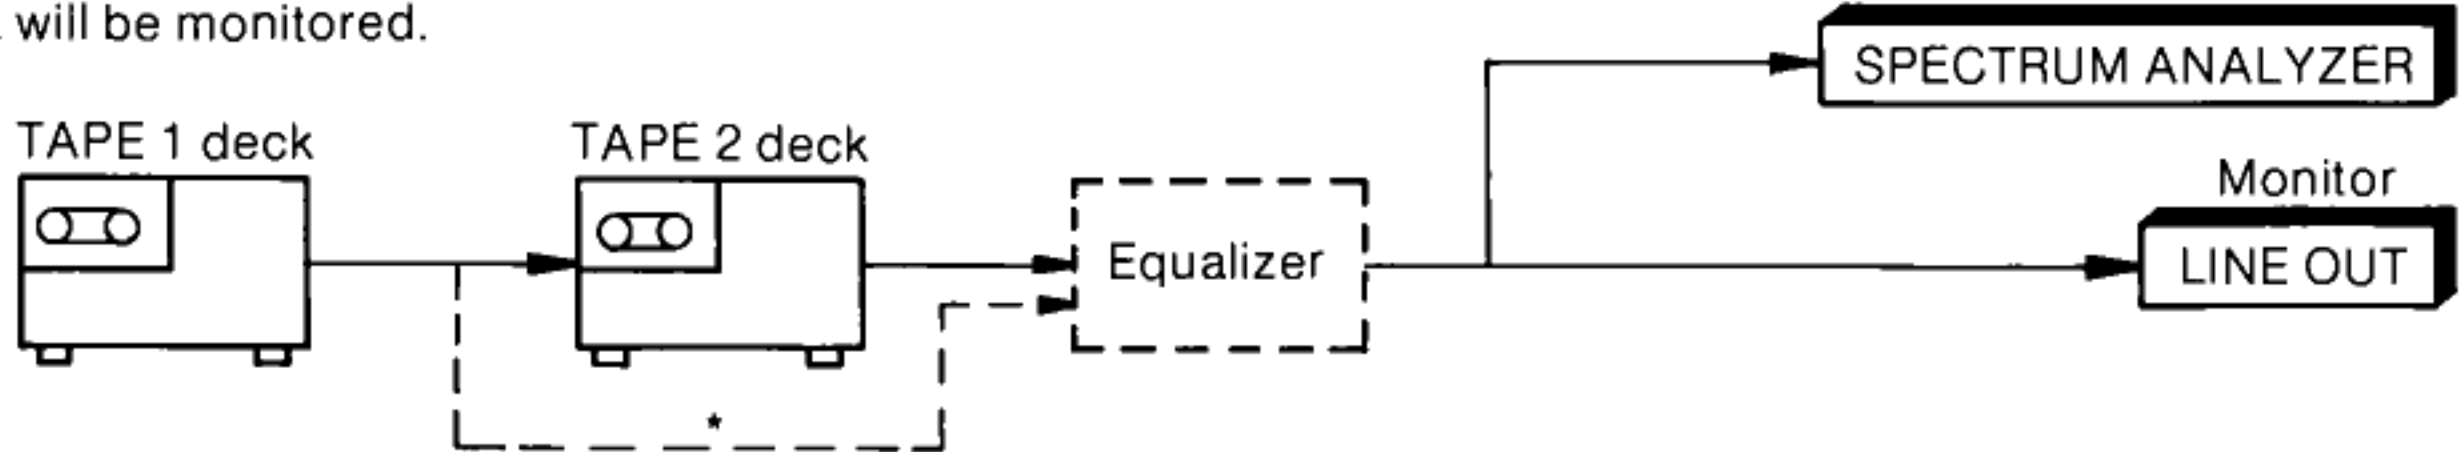 will be monitored.
SPECTRUM ANALYZER
TAPE 1 deck
TAPE 2 deck
Monitor
Equalizer
LINE OUT
*